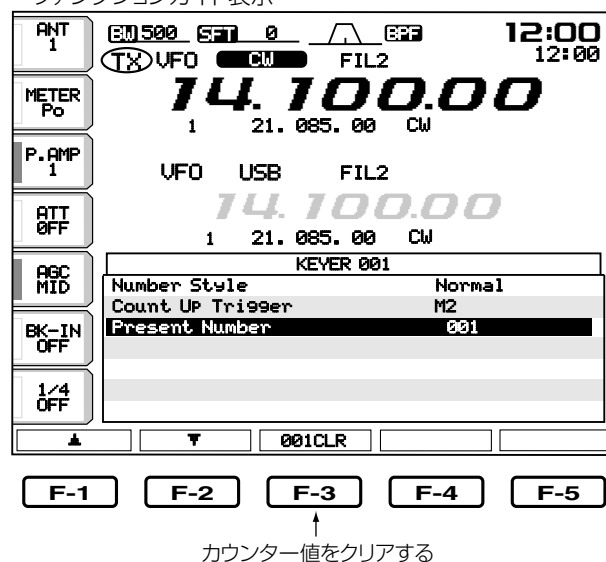 ファンクションガイド表示
ANT
1
BW 500 SFT 0 BPF 12:00
TX VFO CW FIL2 12:00
METER
Po
14.100.00
1 21.085.00 CW
P.AMP
1
VFO USB FIL2
ATT
OFF
14.100.00
1 21.085.00 CW
AGC
MID
KEYER 001
Number Style Normal
Count Up Trigger M2
BK-IN
OFF
Present Number 001
1/4
OFF
▲ ▼ 001CLR
F-1 F-2 F-3 F-4 F-5
カウンター値をクリアする